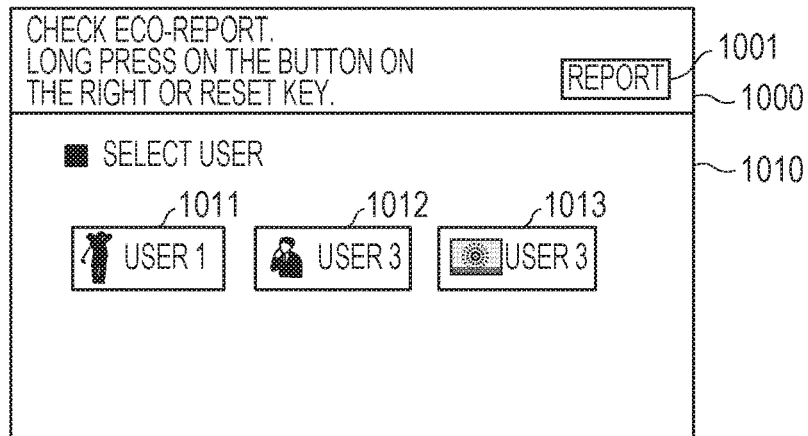 CHECK ECO-REPORT.
LONG PRESS ON THE BUTTON ON
THE RIGHT OR RESET KEY.
REPORT
1001
1000
1010
SELECT USER
1011
1012
1013
USER 1
USER 3
USER 3